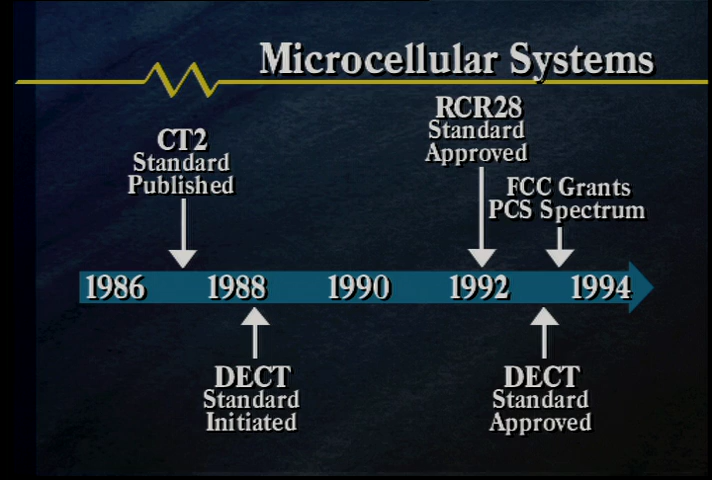 Microcellular Systems
CT2
Standard
Published
RCR28
Standard
Approved
FCC Grants
PCS Spectrum
1986 1988 1990 1992 1994
DECT
Standard
Initiated
DECT
Standard
Approved